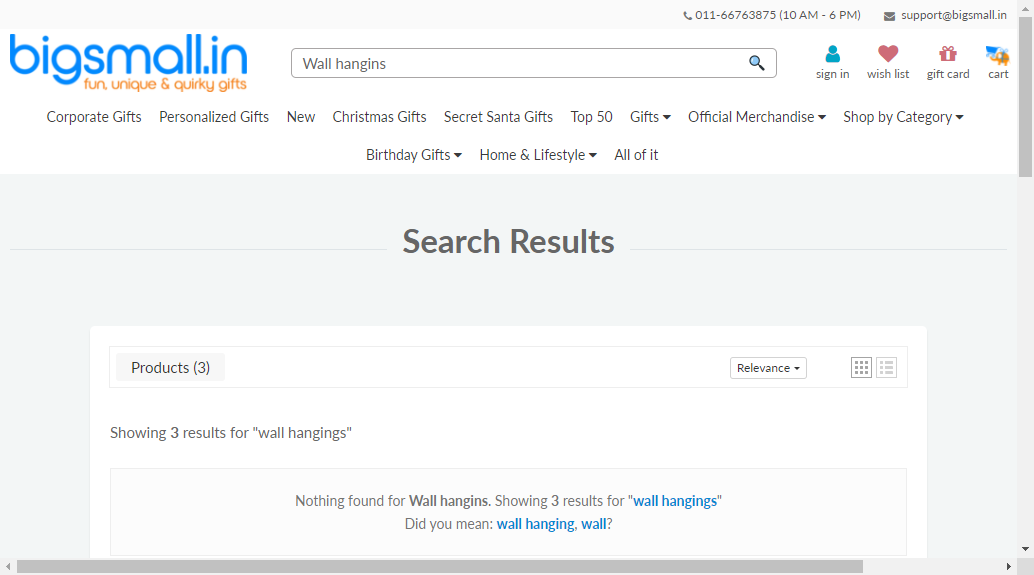 011-66763875 (10 AM - 6 PM) support@bigsmall.in
bigsmall.in
fun, unique & quirky gifts
Wall hangins
sign in wish list gift card cart
Corporate Gifts Personalized Gifts New Christmas Gifts Secret Santa Gifts Top 50 Gifts Official Merchandise Shop by Category
Birthday Gifts Home & Lifestyle All of it
Search Results
Products (3) Relevance
Showing 3 results for "wall hangings"
Nothing found for Wall hangins. Showing 3 results for "wall hangings"
Did you mean: wall hanging, wall?